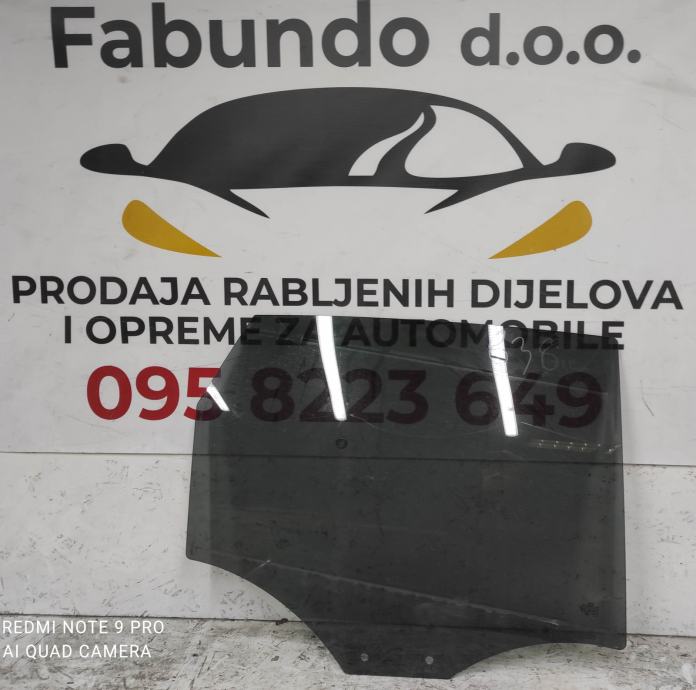 Fabundo d.o.o.
PRODAJA RABLJENIH DIJELOVA
I OPREME ZA AUTOMOBILE
095 8223 649
REDMI NOTE 9 PRO
AI QUAD CAMERA